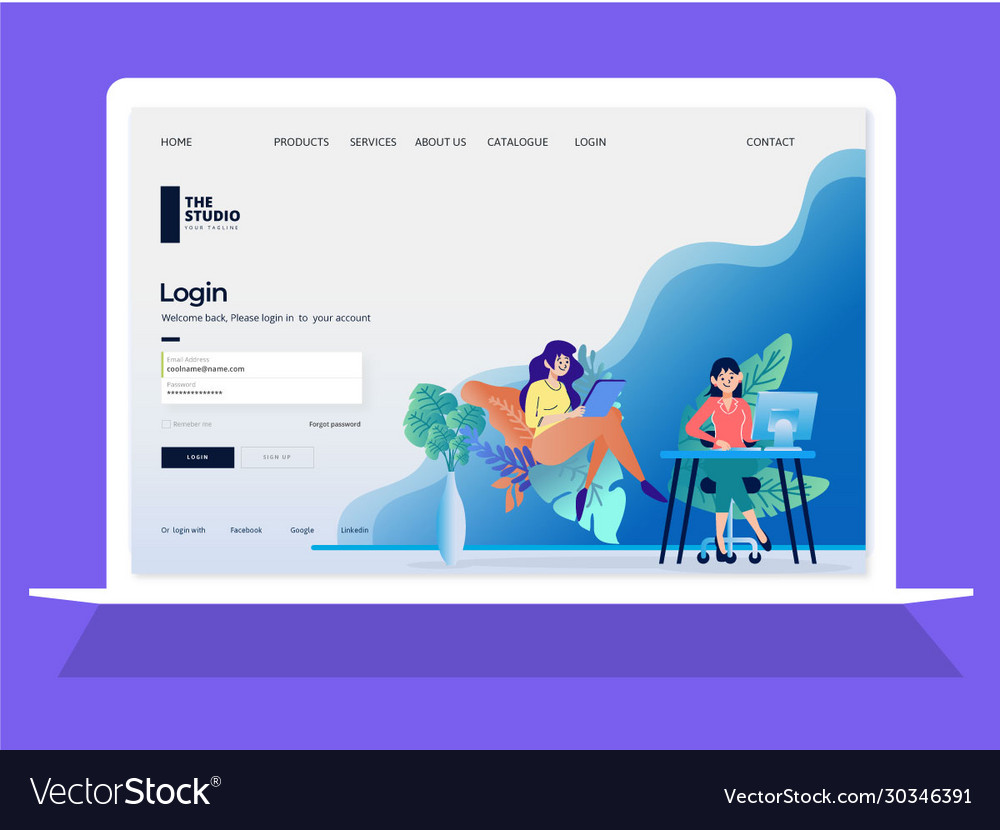 HOME PRODUCTS SERVICES ABOUT US CATALOGUE LOGIN CONTACT
THE
STUDIO
YOUR TAGLINE
Login
Welcome back, Please login in to your account
Email Address
coolname@name.com
Password
**************
Remeber me Forgot password
LOGIN SIGN UP
Or login with Facebook Google Linkedin
VectorStock® VectorStock.com/30346391